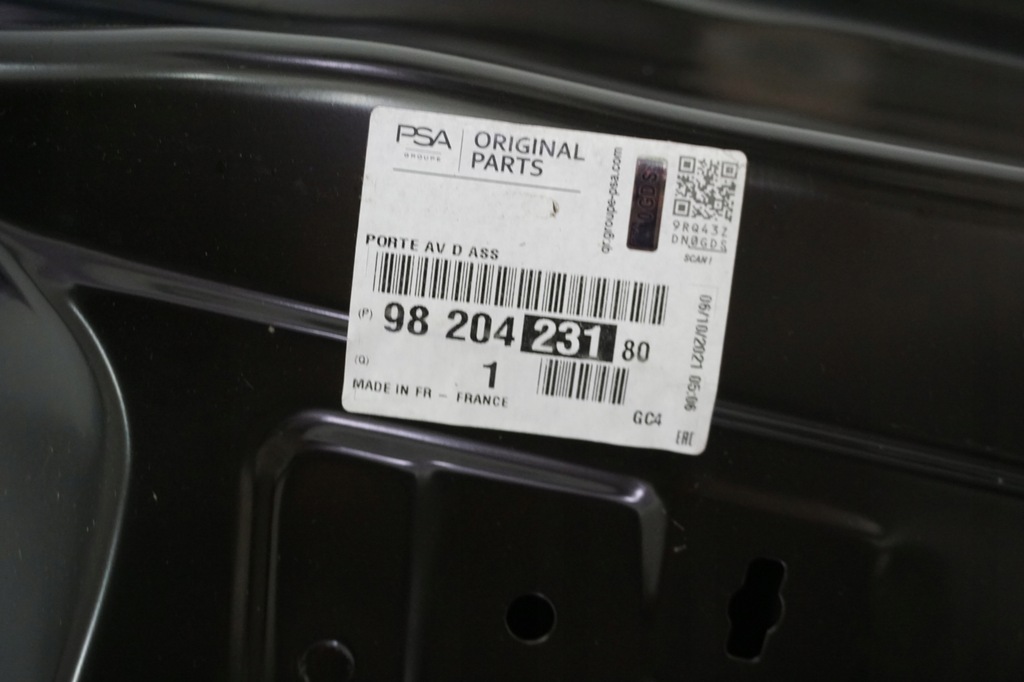 PSA
GROUPE
ORIGINAL
PARTS
qr.groupe-psa.com
9RQ43Z
DN0GDS
SCAN!
PORTE AV D ASS
(P) 98 204 231 80
(Q) 1
MADE IN FR - FRANCE
GC4
06/10/2021 05:06
EAC